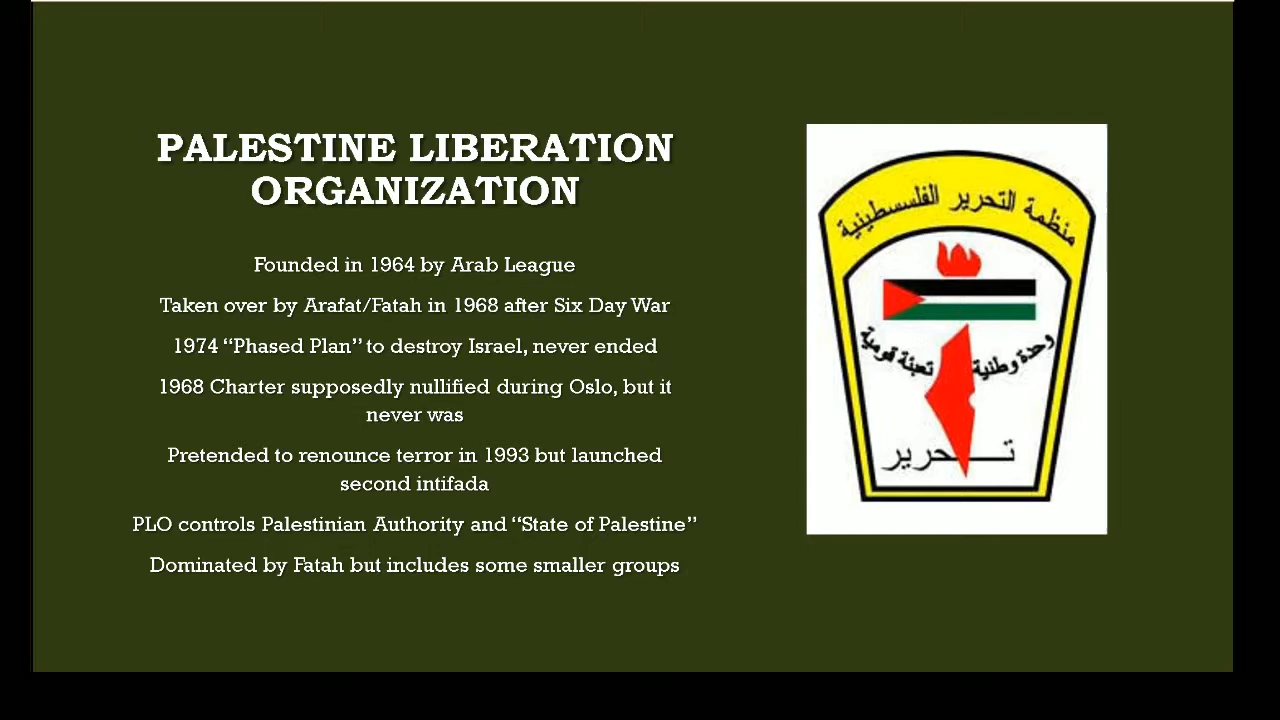 PALESTINE LIBERATION
ORGANIZATION
Founded in 1964 by Arab League
Taken over by Arafat/Fatah in 1968 after Six Day War
1974 “Phased Plan” to destroy Israel, never ended
1968 Charter supposedly nullified during Oslo, but it
never was
Pretended to renounce terror in 1993 but launched
second intifada
PLO controls Palestinian Authority and “State of Palestine”
Dominated by Fatah but includes some smaller groups
منظمة التحرير الفلسطينية
وحدة وطنية
تعبئة قومية
تـــحرير